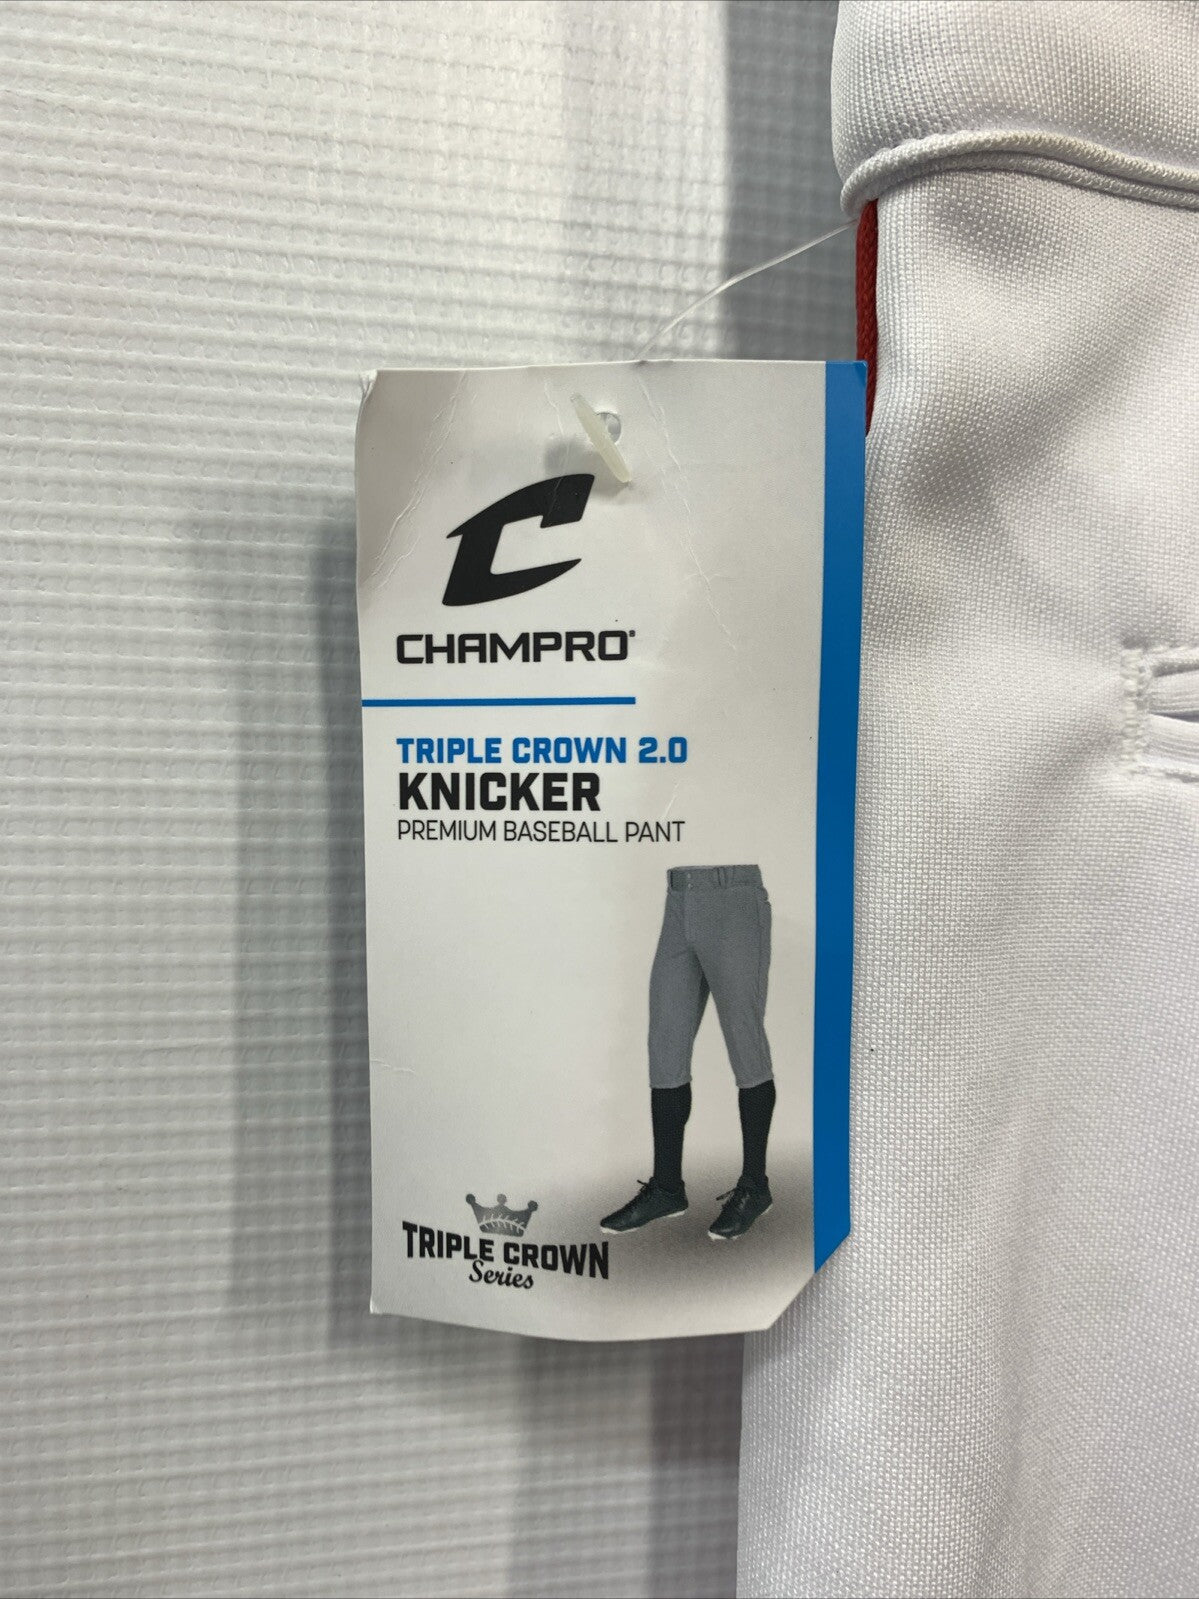 CHAMPRO®
TRIPLE CROWN 2.0
KNICKER
PREMIUM BASEBALL PANT
TRIPLE CROWN
Series